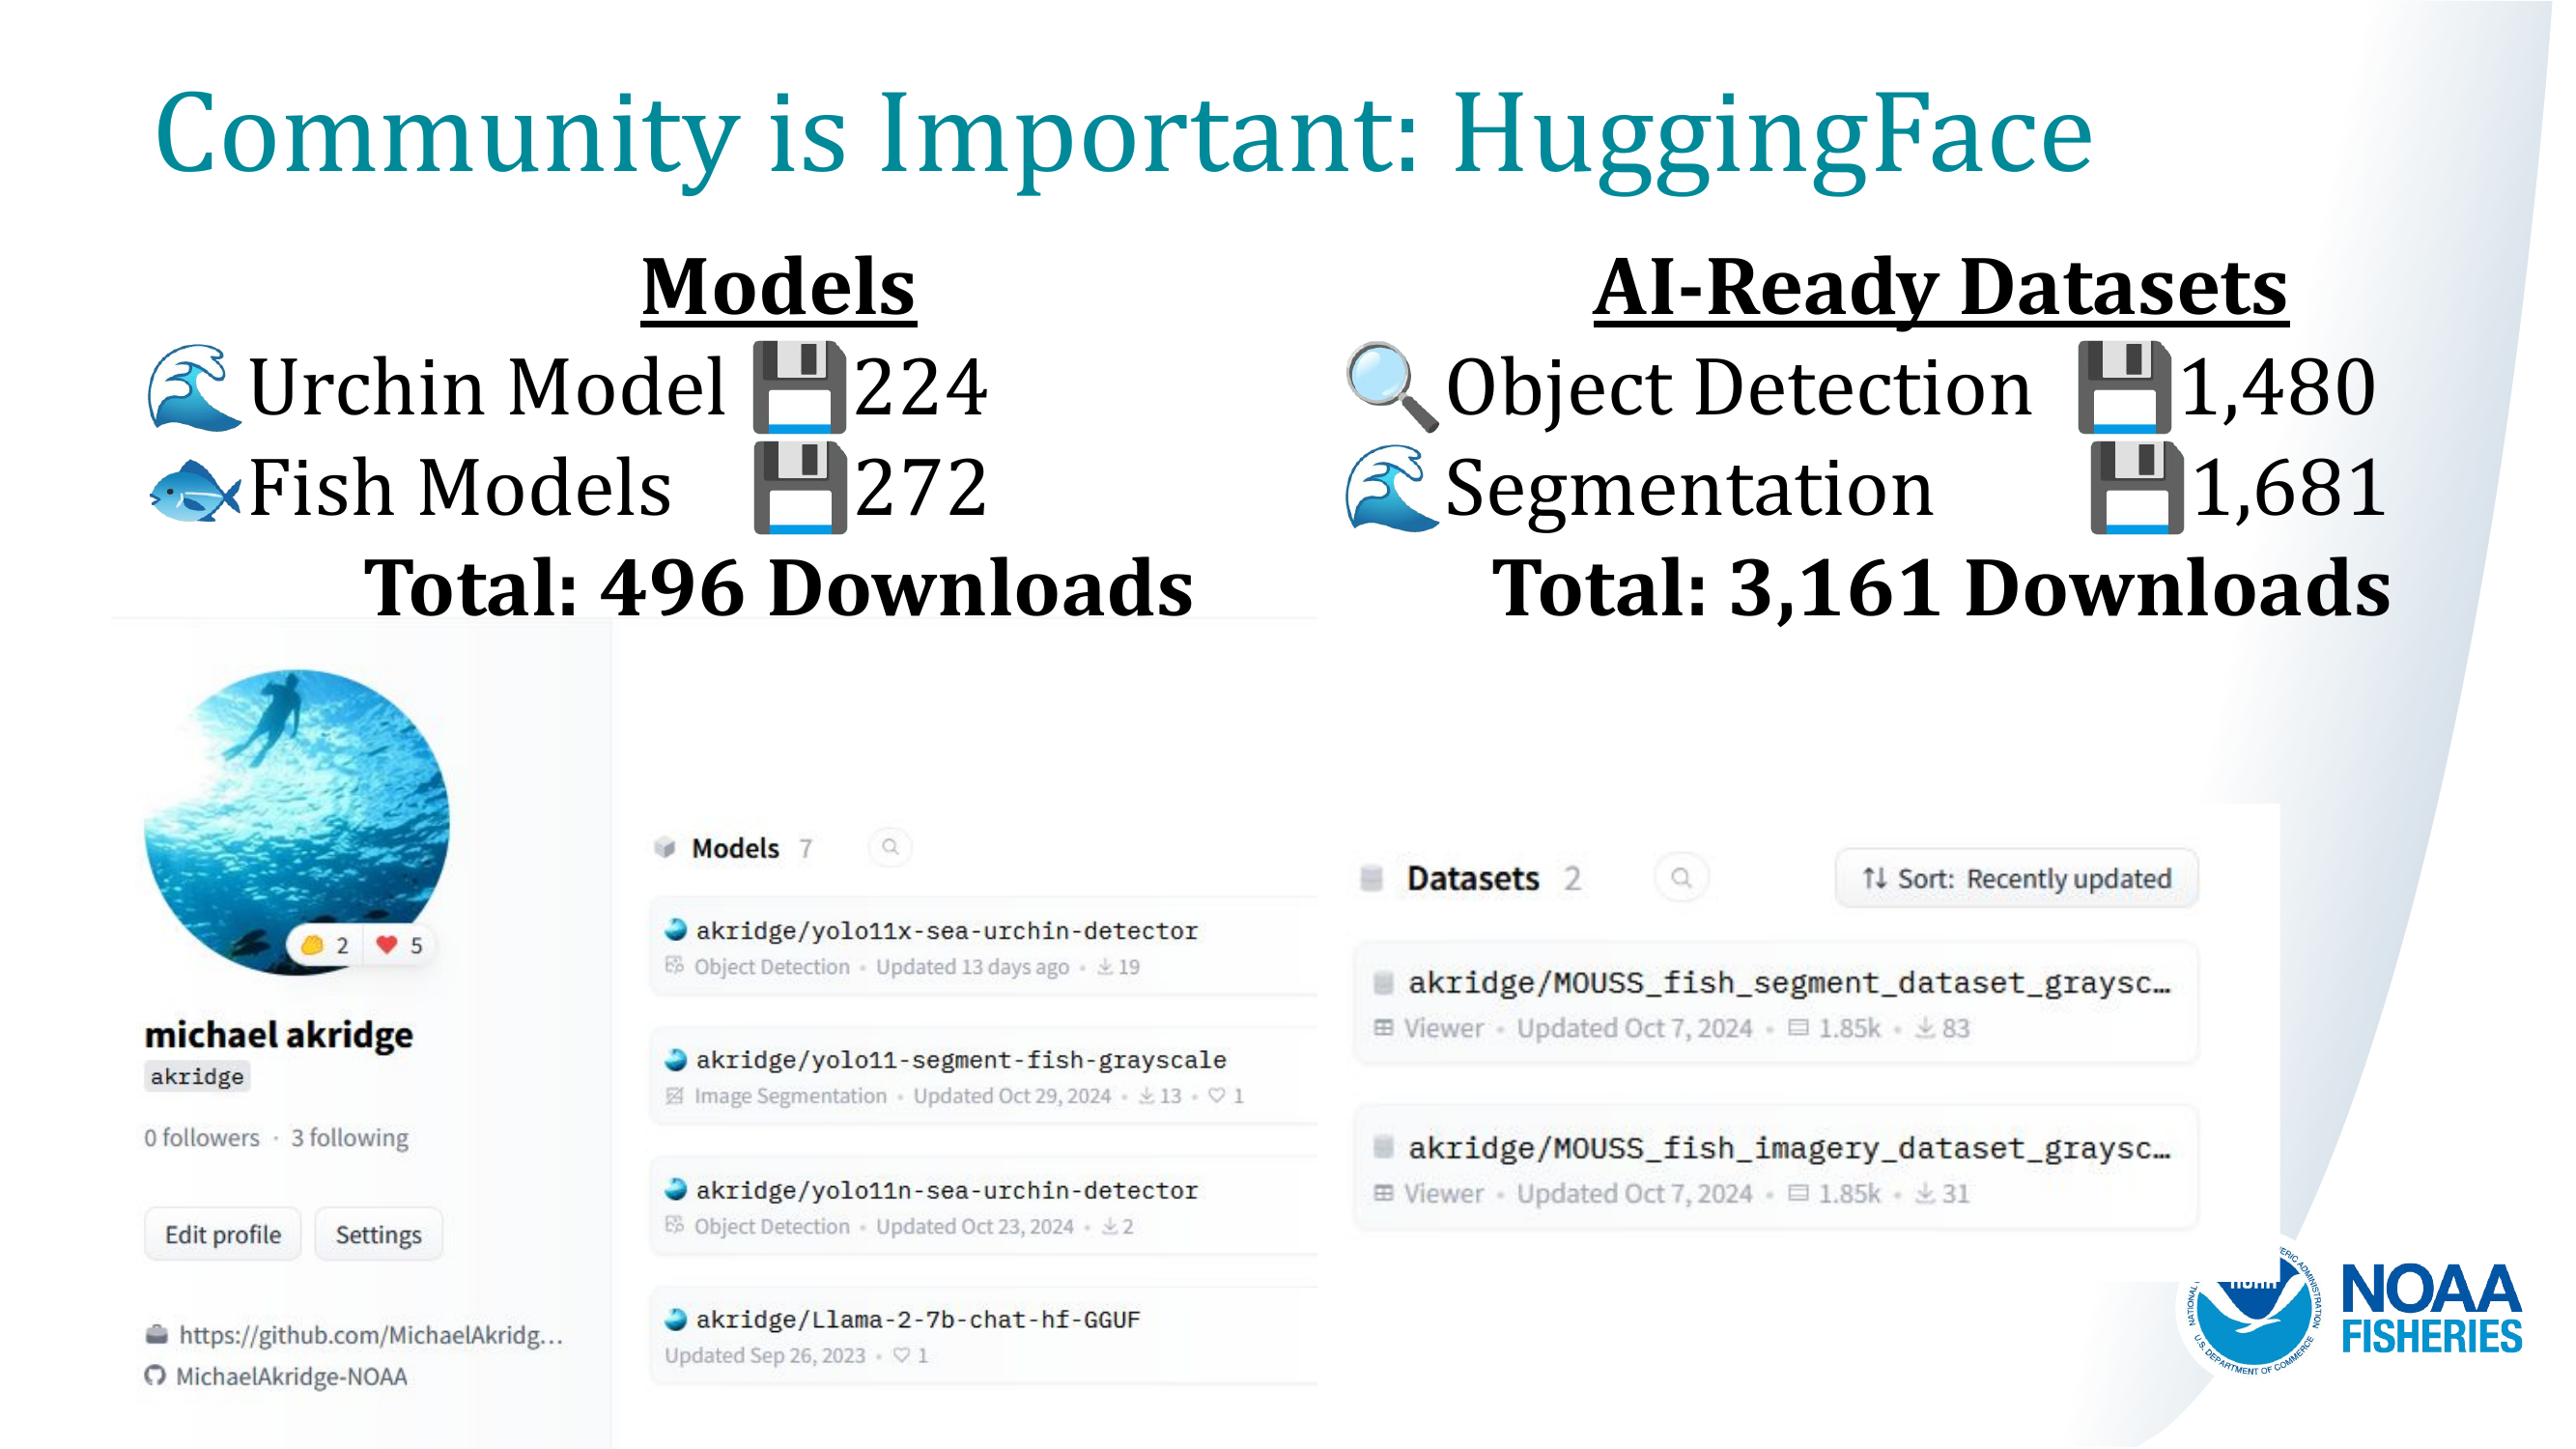 Community is Important: HuggingFace
Models
🌊Urchin Model 💾224
🐟Fish Models 💾272
Total: 496 Downloads
AI-Ready Datasets
🔍Object Detection 💾1,480
🌊Segmentation 💾1,681
Total: 3,161 Downloads
2 5
michael akridge
akridge
0 followers · 3 following
Edit profile Settings
https://github.com/MichaelAkridg...
MichaelAkridge-NOAA
Models 7
akridge/yolo11x-sea-urchin-detector
Object Detection • Updated 13 days ago • 19
akridge/yolo11-segment-fish-grayscale
Image Segmentation • Updated Oct 29, 2024 • 13 • 1
akridge/yolo11n-sea-urchin-detector
Object Detection • Updated Oct 23, 2024 • 2
akridge/Llama-2-7b-chat-hf-GGUF
Updated Sep 26, 2023 • 1
Datasets 2
Sort: Recently updated
akridge/MOUSS_fish_segment_dataset_graysc...
Viewer • Updated Oct 7, 2024 • 1.85k • 83
akridge/MOUSS_fish_imagery_dataset_graysc...
Viewer • Updated Oct 7, 2024 • 1.85k • 31
NOAA
FISHERIES
NATIONAL
ADMINISTRATION
U.S. DEPARTMENT OF COMMERCE